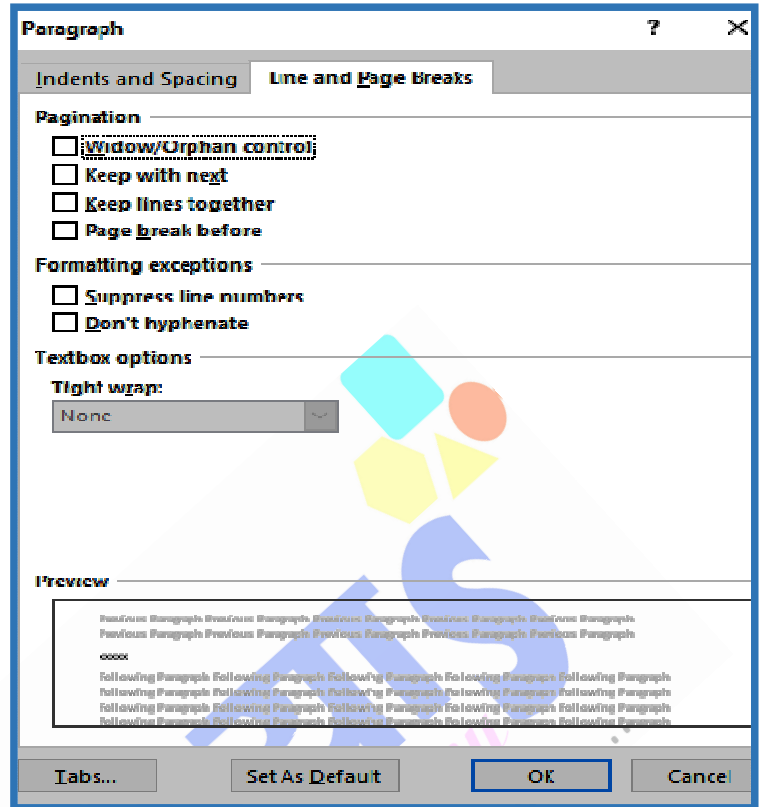 Paragraph ? ×
Indents and Spacing Line and Page Breaks
Pagination
Widow/Orphan control
Keep with next
Keep lines together
Page break before
Formatting exceptions
Suppress line numbers
Don't hyphenate
Textbox options
Tight wrap:
None
Preview
Previous Paragraph Previous Paragraph Previous Paragraph Previous Paragraph Previous Paragraph
Previous Paragraph Previous Paragraph Previous Paragraph Previous Paragraph Previous Paragraph
Following Paragraph Following Paragraph Following Paragraph Following Paragraph Following Paragraph
Following Paragraph Following Paragraph Following Paragraph Following Paragraph Following Paragraph
Following Paragraph Following Paragraph Following Paragraph Following Paragraph Following Paragraph
Following Paragraph Following Paragraph Following Paragraph Following Paragraph Following Paragraph
Tabs... Set As Default OK Cancel